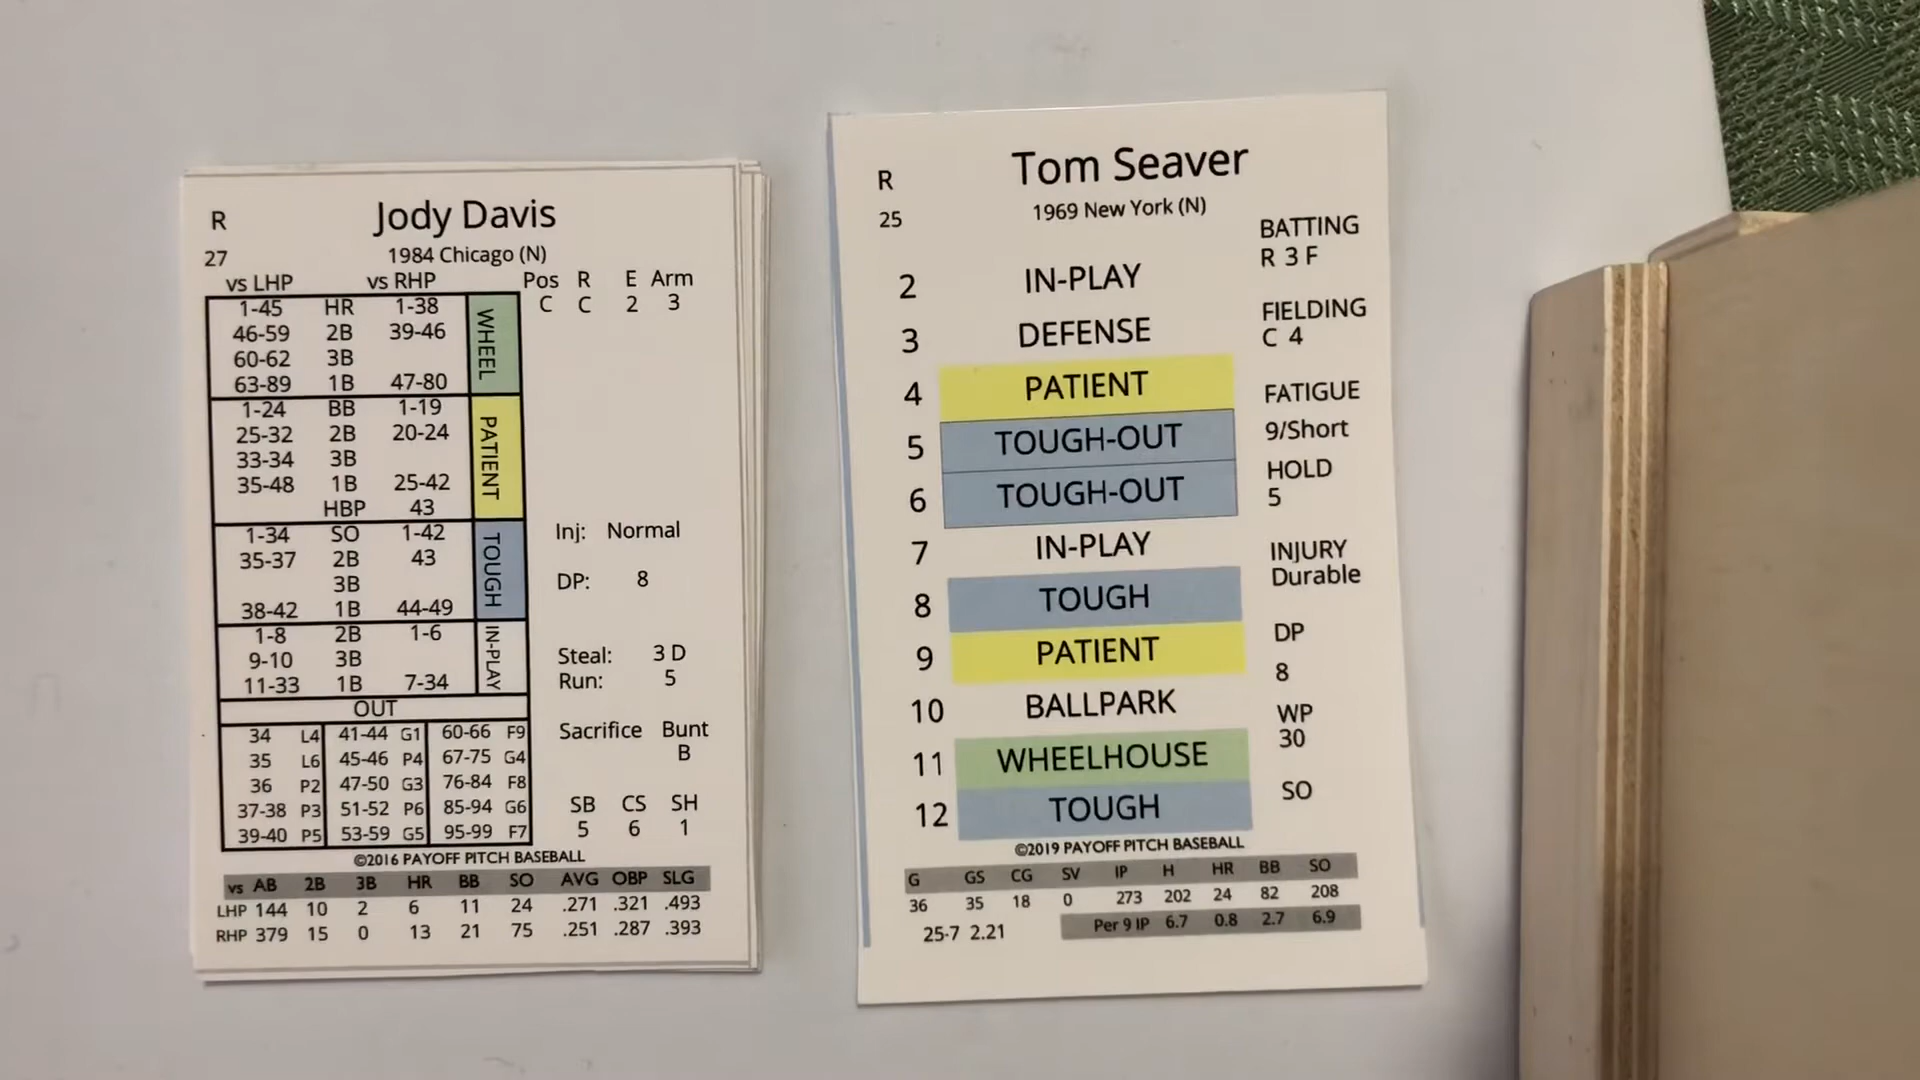 R
Jody Davis
27
1984 Chicago (N)
vs LHP vs RHP Pos R E Arm
1-45 HR 1-38 C C 2 3
46-59 2B 39-46
60-62 3B
63-89 1B 47-80
WHEEL
1-24 BB 1-19
25-32 2B 20-24
33-34 3B
35-48 1B 25-42
HBP 43
PATIENT
1-34 SO 1-42
35-37 2B 43
3B
38-42 1B 44-49
TOUGH
1-8 2B 1-6
9-10 3B
11-33 1B 7-34
IN-PLAY
Inj: Normal
DP: 8
Steal: 3 D
Run: 5
Sacrifice Bunt
B
SB CS SH
5 6 1
OUT
34 L4 41-44 G1 60-66 F9
35 L6 45-46 P4 67-75 G4
36 P2 47-50 G3 76-84 F8
37-38 P3 51-52 P6 85-94 G6
39-40 P5 53-59 G5 95-99 F7
©2016 PAYOFF PITCH BASEBALL
vs AB 2B 3B HR BB SO AVG OBP SLG
LHP 144 10 2 6 11 24 .271 .321 .493
RHP 379 15 0 13 21 75 .251 .287 .393
R
Tom Seaver
25
1969 New York (N)
2 IN-PLAY
3 DEFENSE
4 PATIENT
5 TOUGH-OUT
6 TOUGH-OUT
7 IN-PLAY
8 TOUGH
9 PATIENT
10 BALLPARK
11 WHEELHOUSE
12 TOUGH
BATTING
R 3 F
FIELDING
C 4
FATIGUE
9/Short
HOLD
5
INJURY
Durable
DP
8
WP
30
SO
©2019 PAYOFF PITCH BASEBALL
G GS CG SV IP H HR BB SO
36 35 18 0 273 202 24 82 208
25-7 2.21 Per 9 IP 6.7 0.8 2.7 6.9